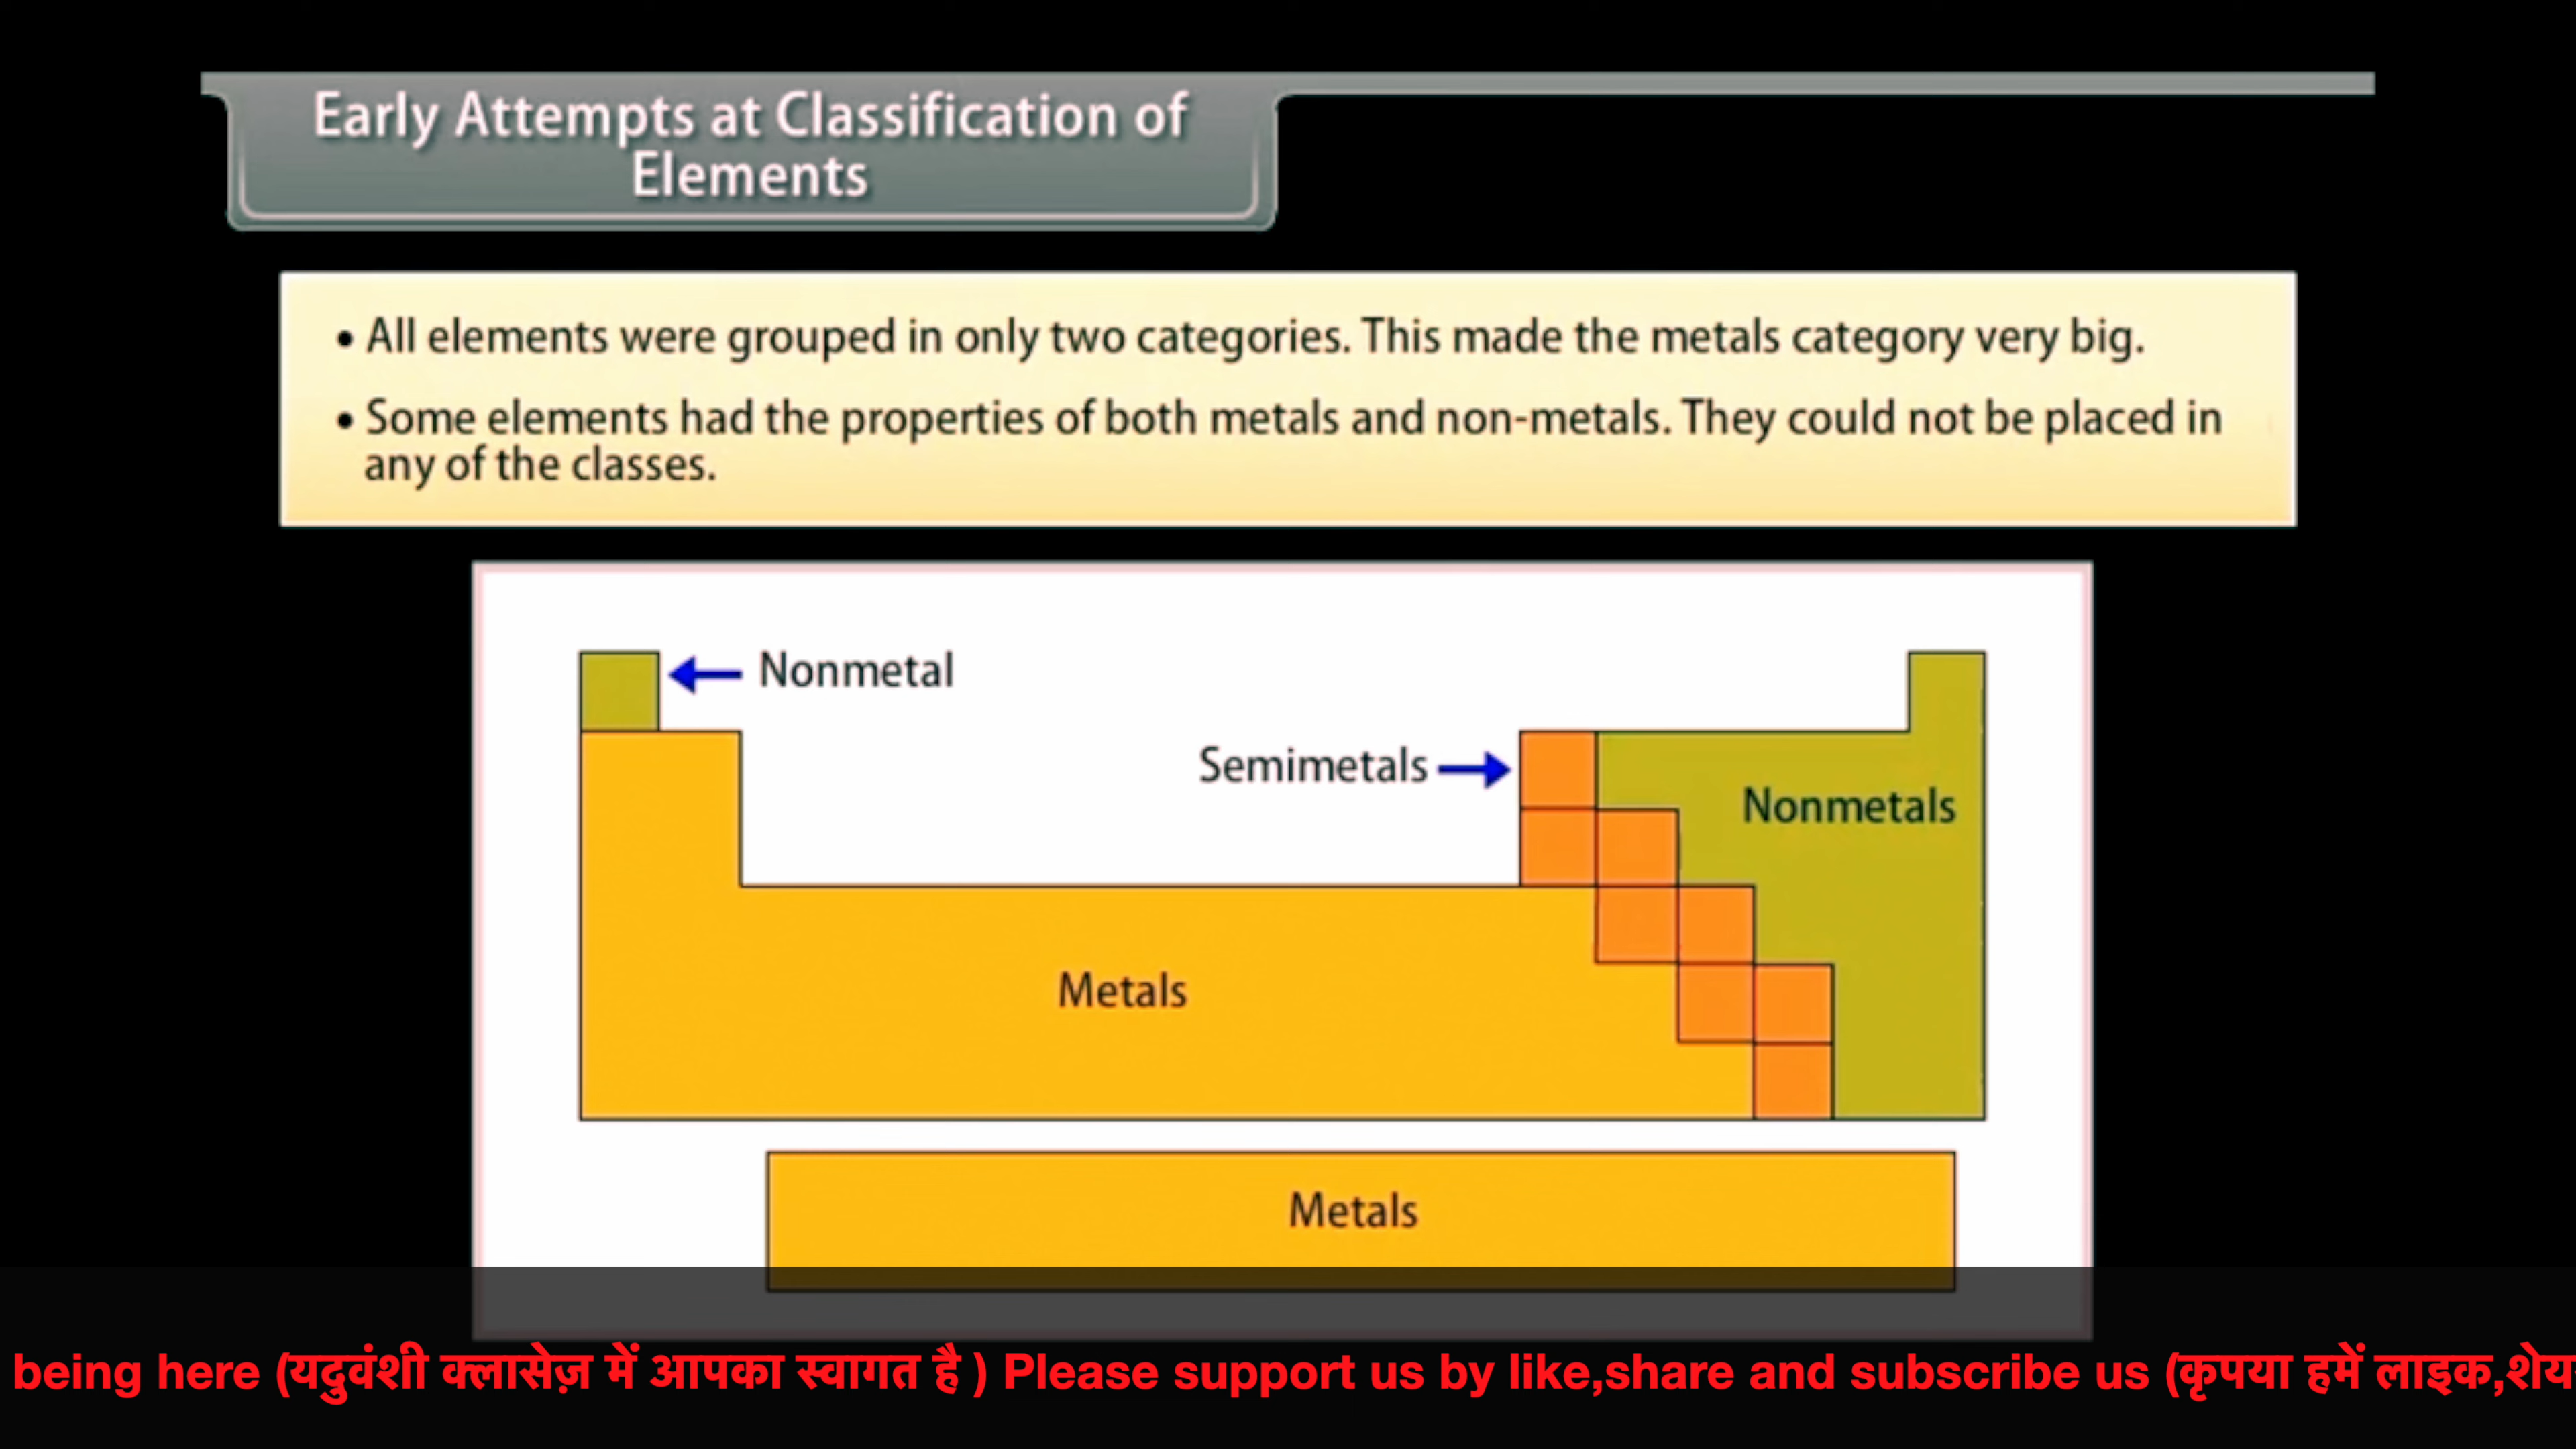 Early Attempts at Classification of
Elements
• All elements were grouped in only two categories. This made the metals category very big.
• Some elements had the properties of both metals and non-metals. They could not be placed in
any of the classes.
Nonmetal
Semimetals
Nonmetals
Metals
Metals
being here (यदुवंशी क्लासेज़ में आपका स्वागत है ) Please support us by like,share and subscribe us (कृपया हमें लाइक,शेय